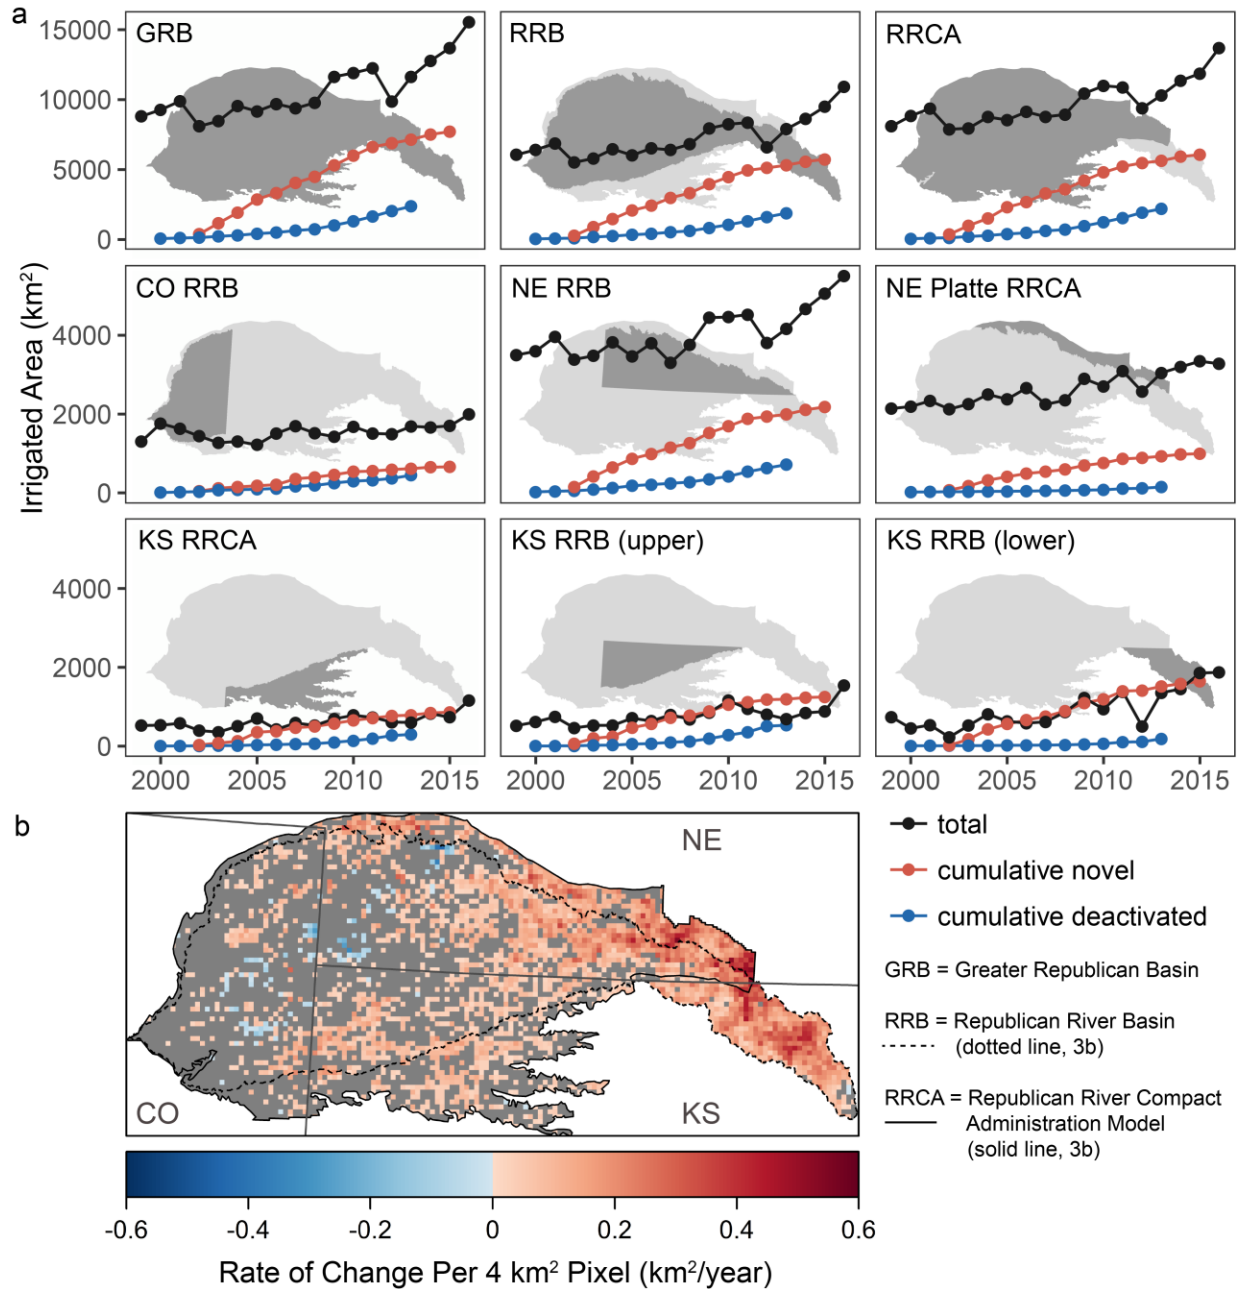 a
Irrigated Area (km²)
GRB
RRB
RRCA
15000
10000
5000
0
CO RRB
NE RRB
NE Platte RRCA
4000
2000
0
KS RRCA
KS RRB (upper)
KS RRB (lower)
4000
2000
0
2000 2005 2010 2015
2000 2005 2010 2015
2000 2005 2010 2015
b
NE
CO
KS
-0.6 -0.4 -0.2 0 0.2 0.4 0.6
Rate of Change Per 4 km² Pixel (km²/year)
total
cumulative novel
cumulative deactivated
GRB = Greater Republican Basin
RRB = Republican River Basin
(dotted line, 3b)
RRCA = Republican River Compact
Administration Model
(solid line, 3b)